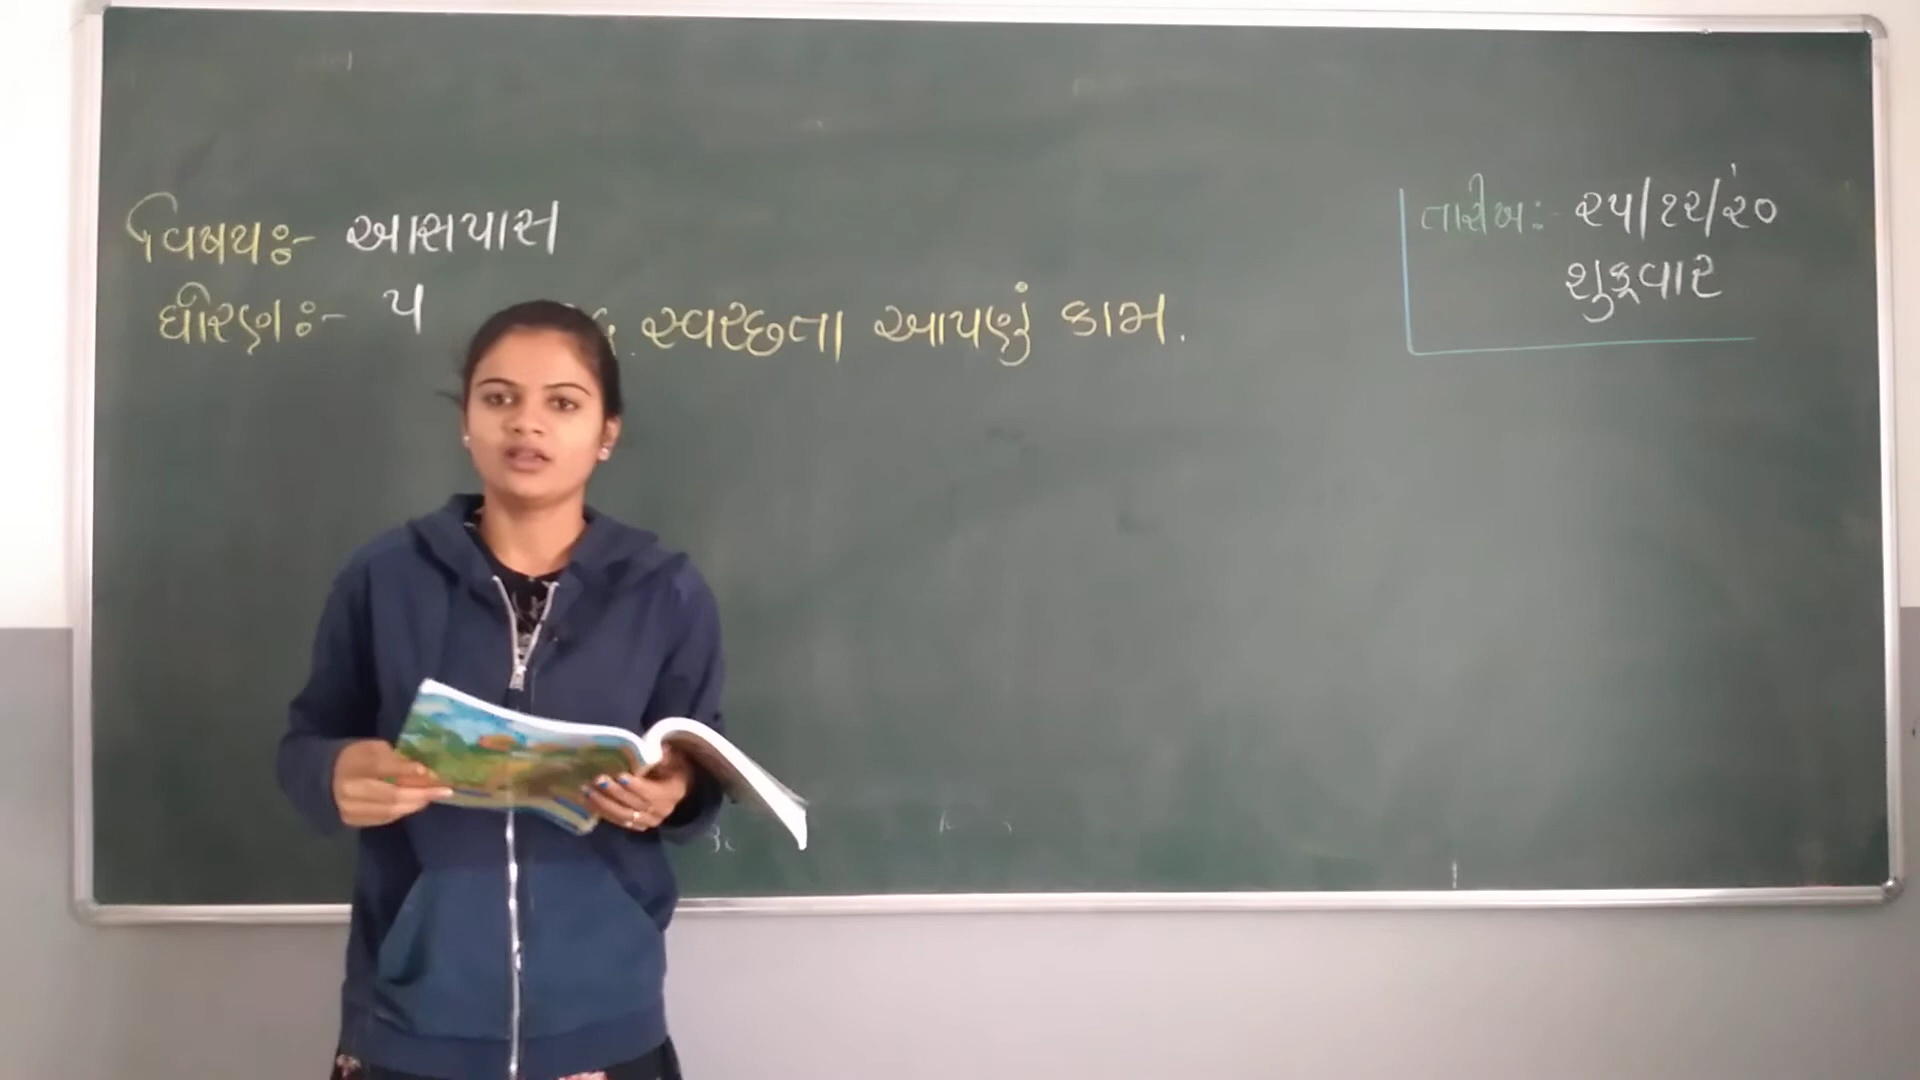 વિષય:- આસપાસ
ધોરણ:- ૫
સ્વચ્છતા આપણું કામ.
તારીખ:- ૨૫/૧૨/૨૦
શુક્રવાર